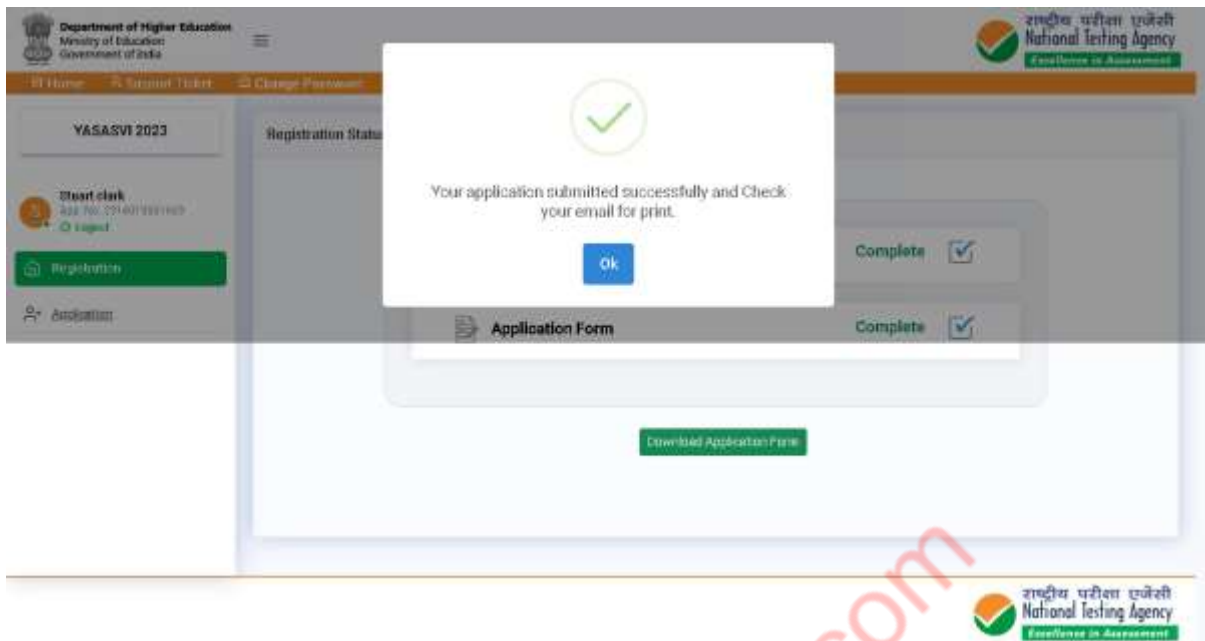 Department of Higher Education
Ministry of Education
Government of India
राष्ट्रीय परीक्षा एजेंसी
National Testing Agency
Excellence in Assessment
Home Support Ticket Change Password
YASASVI 2023
Registration Statu
Your application submitted successfully and Check
your email for print.
Ok
Stuart clark
Logout
Registration
Complete
Application
Application Form
Complete
Download Application Form
.com
राष्ट्रीय परीक्षा एजेंसी
National Testing Agency
Excellence in Assessment